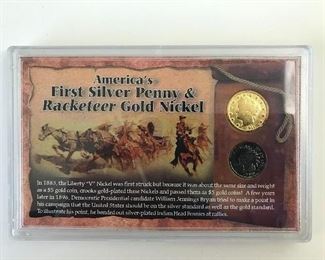 America's
First Silver Penny &
Racketeer Gold Nickel
In 1883, the Liberty "V" Nickel was first struck but because it was about the same size and weight
as a $5 gold coin, crooks gold-plated these Nickels and passed them as $5 gold coins! A few years
later in 1896, Democratic Presidential candidate William Jennings Bryan tried to make a point in
his campaign that the United States should be on the silver standard as well as the gold standard.
To illustrate his point, he handed out silver-plated Indian Head Pennies at rallies.